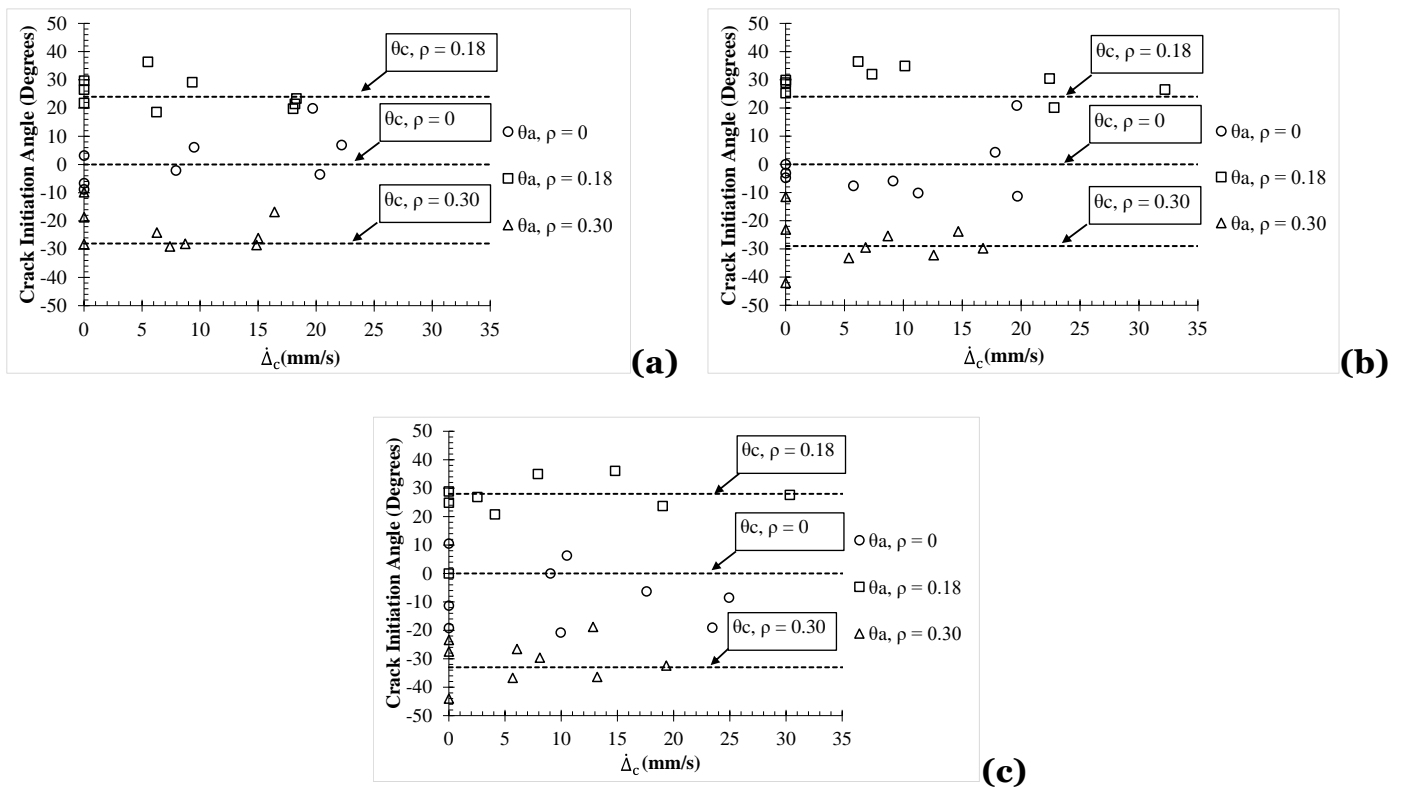 50
40
30
20
10
0
-10
-20
-30
-40
-50
Crack Initiation Angle (Degrees)
0 5 10 15 20 25 30 35
Δ̇c(mm/s)
θc, ρ = 0.18
θc, ρ = 0
θc, ρ = 0.30
θa, ρ = 0
θa, ρ = 0.18
θa, ρ = 0.30
(a)
50
40
30
20
10
0
-10
-20
-30
-40
-50
Crack Initiation Angle (Degrees)
0 5 10 15 20 25 30 35
Δ̇c(mm/s)
θc, ρ = 0.18
θc, ρ = 0
θc, ρ = 0.30
θa, ρ = 0
θa, ρ = 0.18
θa, ρ = 0.30
(b)
50
40
30
20
10
0
-10
-20
-30
-40
-50
Crack Initiation Angle (Degrees)
0 5 10 15 20 25 30 35
Δ̇c(mm/s)
θc, ρ = 0.18
θc, ρ = 0
θc, ρ = 0.30
θa, ρ = 0
θa, ρ = 0.18
θa, ρ = 0.30
(c)